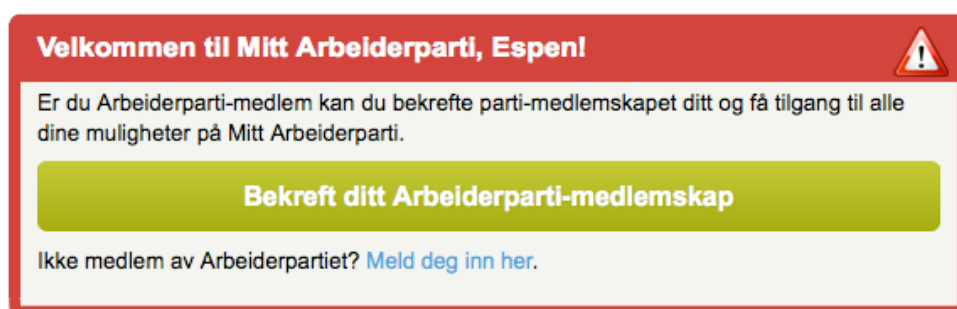 Velkommen til Mitt Arbeiderparti, Espen!
Er du Arbeiderparti-medlem kan du bekrefte parti-medlemskapet ditt og få tilgang til alle
dine muligheter på Mitt Arbeiderparti.
Bekreft ditt Arbeiderparti-medlemskap
Ikke medlem av Arbeiderpartiet? Meld deg inn her.